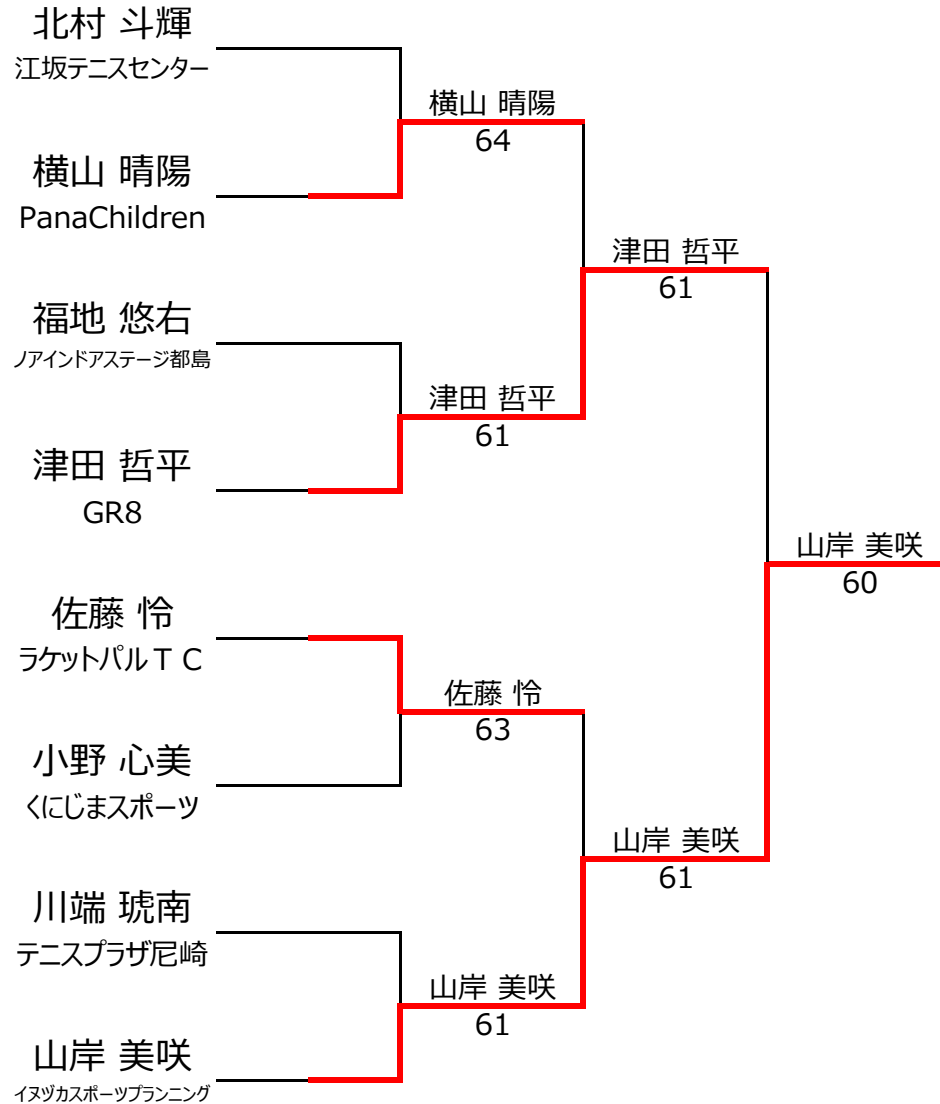 北村 斗輝
江坂テニスセンター
横山 晴陽
64
横山 晴陽
PanaChildren
津田 哲平
61
福地 悠右
ノアインドアステージ都島
津田 哲平
61
津田 哲平
GR8
山岸 美咲
60
佐藤 怜
ラケットパルＴＣ
佐藤 怜
63
小野 心美
くにじまスポーツ
山岸 美咲
61
川端 琥南
テニスプラザ尼崎
山岸 美咲
61
山岸 美咲
イヌヅカスポーツプランニング